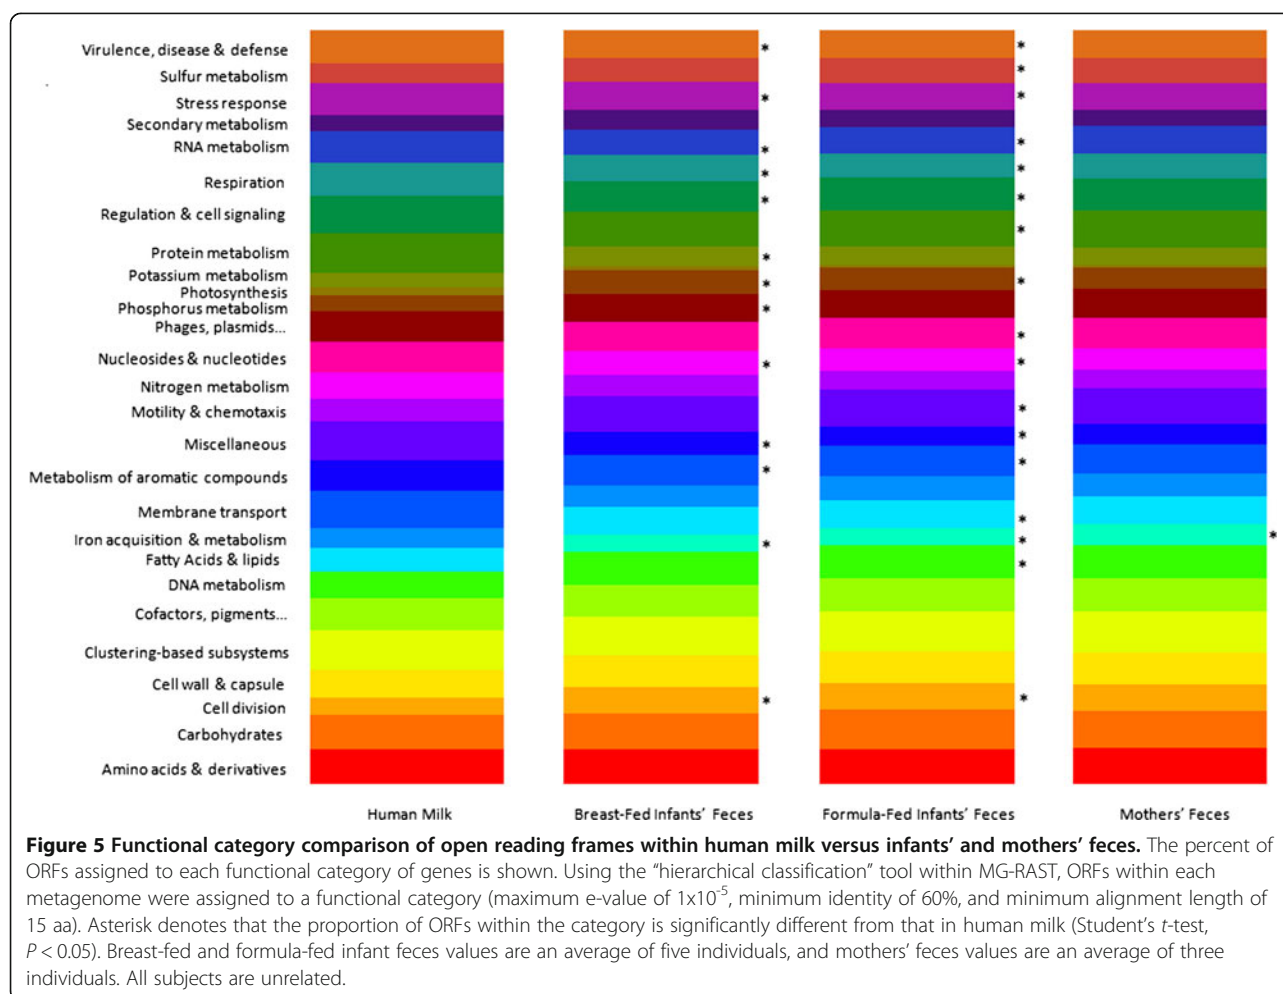 Virulence, disease & defense
Sulfur metabolism
Stress response
Secondary metabolism
RNA metabolism
Respiration
Regulation & cell signaling
Protein metabolism
Potassium metabolism
Photosynthesis
Phosphorus metabolism
Phages, plasmids...
Nucleosides & nucleotides
Nitrogen metabolism
Motility & chemotaxis
Miscellaneous
Metabolism of aromatic compounds
Membrane transport
Iron acquisition & metabolism
Fatty Acids & lipids
DNA metabolism
Cofactors, pigments...
Clustering-based subsystems
Cell wall & capsule
Cell division
Carbohydrates
Amino acids & derivatives
Human Milk
Breast-Fed Infants' Feces
Formula-Fed Infants' Feces
Mothers' Feces
Figure 5 Functional category comparison of open reading frames within human milk versus infants' and mothers' feces. The percent of
ORFs assigned to each functional category of genes is shown. Using the "hierarchical classification" tool within MG-RAST, ORFs within each
metagenome were assigned to a functional category (maximum e-value of 1x10⁻⁵, minimum identity of 60%, and minimum alignment length of
15 aa). Asterisk denotes that the proportion of ORFs within the category is significantly different from that in human milk (Student's t-test,
P < 0.05). Breast-fed and formula-fed infant feces values are an average of five individuals, and mothers' feces values are an average of three
individuals. All subjects are unrelated.